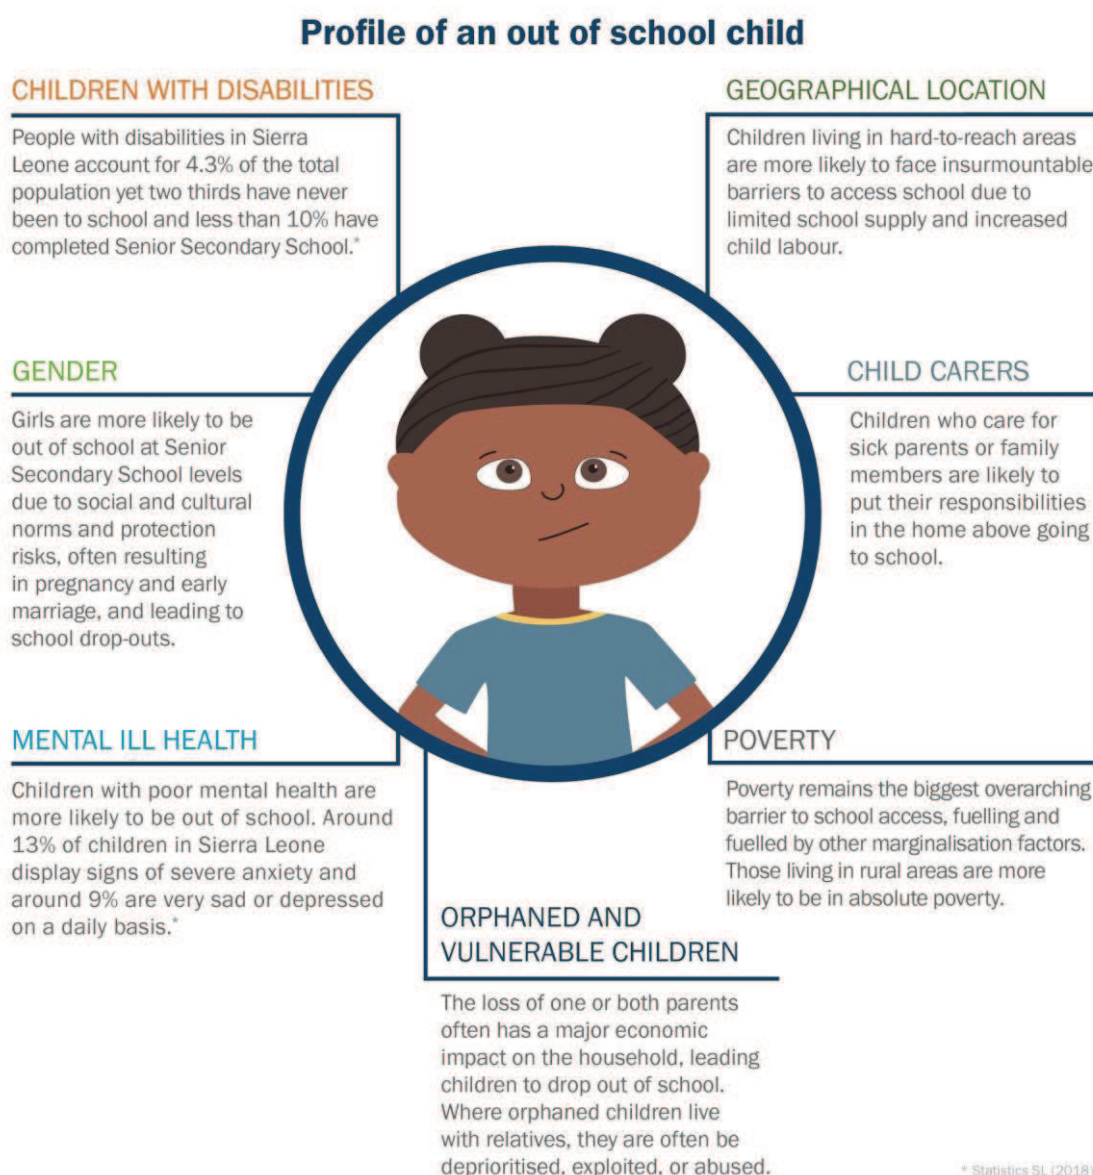 Profile of an out of school child
CHILDREN WITH DISABILITIES
People with disabilities in Sierra
Leone account for 4.3% of the total
population yet two thirds have never
been to school and less than 10% have
completed Senior Secondary School.*
GEOGRAPHICAL LOCATION
Children living in hard-to-reach areas
are more likely to face insurmountable
barriers to access school due to
limited school supply and increased
child labour.
GENDER
Girls are more likely to be
out of school at Senior
Secondary School levels
due to social and cultural
norms and protection
risks, often resulting
in pregnancy and early
marriage, and leading to
school drop-outs.
CHILD CARERS
Children who care for
sick parents or family
members are likely to
put their responsibilities
in the home above going
to school.
MENTAL ILL HEALTH
Children with poor mental health are
more likely to be out of school. Around
13% of children in Sierra Leone
display signs of severe anxiety and
around 9% are very sad or depressed
on a daily basis.*
POVERTY
Poverty remains the biggest overarching
barrier to school access, fuelling and
fuelled by other marginalisation factors.
Those living in rural areas are more
likely to be in absolute poverty.
ORPHANED AND
VULNERABLE CHILDREN
The loss of one or both parents
often has a major economic
impact on the household, leading
children to drop out of school.
Where orphaned children live
with relatives, they are often be
deprioritised, exploited, or abused.
* Statistics SL (2018)